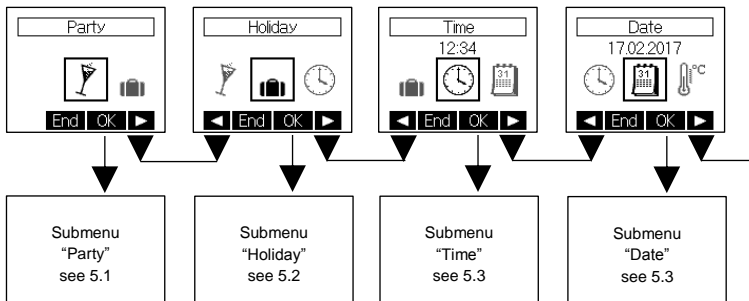 Party
End OK ►
Holiday
◄ End OK ►
Time
12:34
31
◄ End OK ►
Date
17.02.2017
31 °C
◄ End OK ►
Submenu
"Party"
see 5.1
Submenu
"Holiday"
see 5.2
Submenu
"Time"
see 5.3
Submenu
"Date"
see 5.3